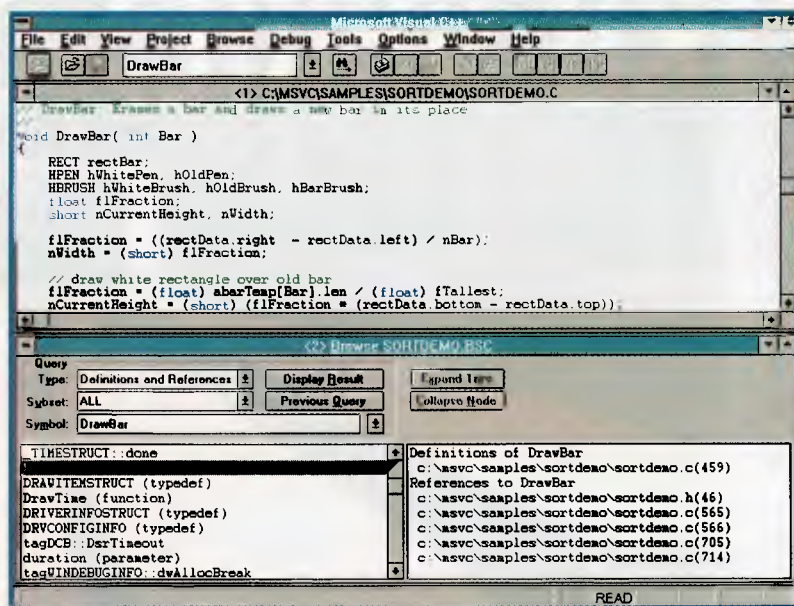 Microsoft Visual C++
File Edit View Project Browse Debug Tools Options Window Help
DrawBar
<1> C:\MSVC\SAMPLES\SORTDEMO\SORTDEMO.C
// DrawBar: Erases a bar and draws a new bar in its place
//
void DrawBar( int Bar )
{
RECT rectBar;
HPEN hWhitePen, hOldPen;
HBRUSH hWhiteBrush, hOldBrush, hBarBrush;
float flFraction;
short nCurrentHeight, nWidth;
flFraction = ((rectData.right - rectData.left) / nBar);
nWidth = (short) flFraction;
// draw white rectangle over old bar
flFraction = (float) abarTemp[Bar].len / (float) fTallest;
nCurrentHeight = (short) (flFraction * (rectData.bottom - rectData.top));
<2> Browse SORTDEMO.BSC
Query
Type: Definitions and References Display Result Expand Tree
Subset: ALL Previous Query Collapse Node
Symbol: DrawBar
_TIMESTRUCT::done
DRAWITEMSTRUCT (typedef)
DrawTime (function)
DRIVERINFOSTRUCT (typedef)
DRVCONFIGINFO (typedef)
tagDCB::DsrTimeout
duration (parameter)
tagWINDEBUGINFO::dwAllocBreak
Definitions of DrawBar
c:\msvc\samples\sortdemo\sortdemo.c(459)
References to DrawBar
c:\msvc\samples\sortdemo\sortdemo.h(46)
c:\msvc\samples\sortdemo\sortdemo.c(565)
c:\msvc\samples\sortdemo\sortdemo.c(566)
c:\msvc\samples\sortdemo\sortdemo.c(705)
c:\msvc\samples\sortdemo\sortdemo.c(714)
READ